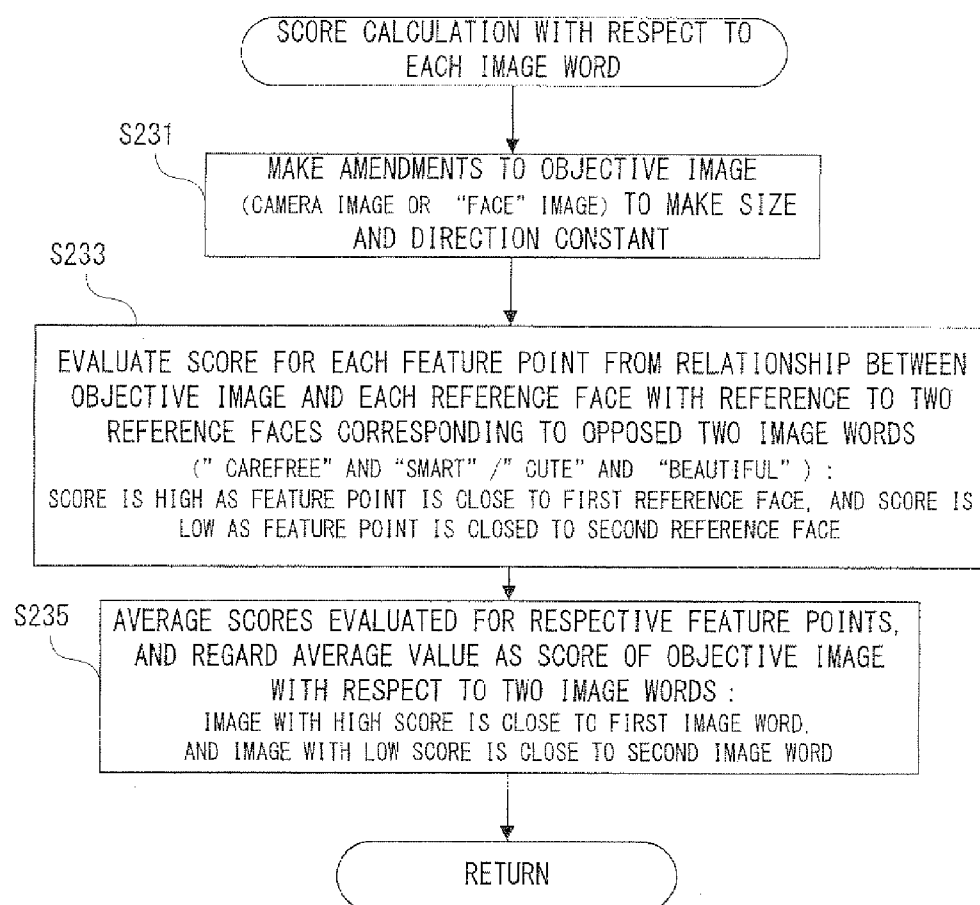 SCORE CALCULATION WITH RESPECT TO
EACH IMAGE WORD
S231
MAKE AMENDMENTS TO OBJECTIVE IMAGE
(CAMERA IMAGE OR "FACE" IMAGE) TO MAKE SIZE
AND DIRECTION CONSTANT
S233
EVALUATE SCORE FOR EACH FEATURE POINT FROM RELATIONSHIP BETWEEN
OBJECTIVE IMAGE AND EACH REFERENCE FACE WITH REFERENCE TO TWO
REFERENCE FACES CORRESPONDING TO OPPOSED TWO IMAGE WORDS
(" CAREFREE" AND "SMART" /" CUTE" AND "BEAUTIFUL" ) :
SCORE IS HIGH AS FEATURE POINT IS CLOSE TO FIRST REFERENCE FACE, AND SCORE IS
LOW AS FEATURE POINT IS CLOSED TO SECOND REFERENCE FACE
S235
AVERAGE SCORES EVALUATED FOR RESPECTIVE FEATURE POINTS,
AND REGARD AVERAGE VALUE AS SCORE OF OBJECTIVE IMAGE
WITH RESPECT TO TWO IMAGE WORDS :
IMAGE WITH HIGH SCORE IS CLOSE TO FIRST IMAGE WORD,
AND IMAGE WITH LOW SCORE IS CLOSE TO SECOND IMAGE WORD
RETURN